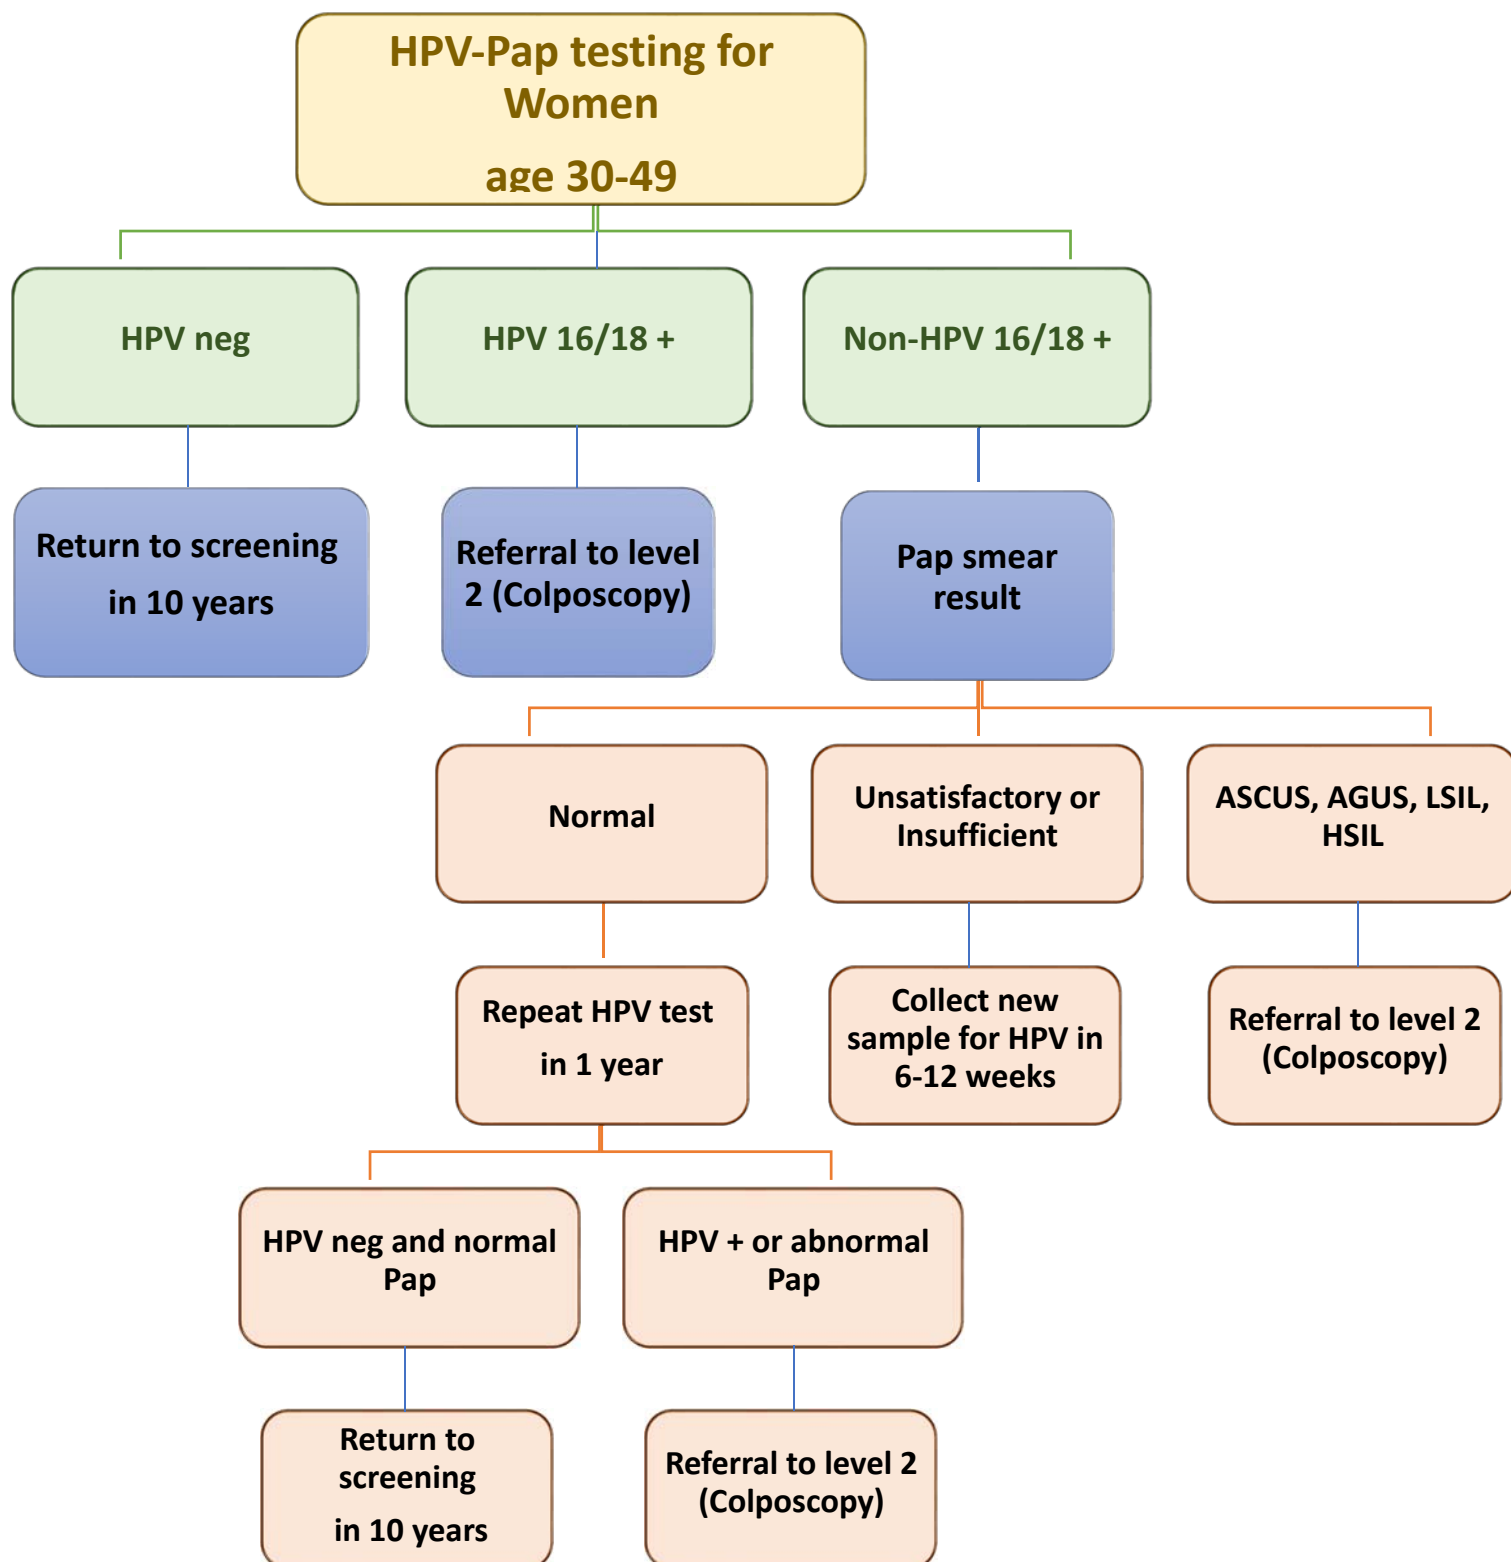 HPV-Pap testing for
Women
age 30-49
HPV neg
HPV 16/18 +
Non-HPV 16/18 +
Return to screening
in 10 years
Referral to level
2 (Colposcopy)
Pap smear
result
Normal
Unsatisfactory or
Insufficient
ASCUS, AGUS, LSIL,
HSIL
Repeat HPV test
in 1 year
Collect new
sample for HPV in
6-12 weeks
Referral to level 2
(Colposcopy)
HPV neg and normal
Pap
HPV + or abnormal
Pap
Return to
screening
in 10 years
Referral to level 2
(Colposcopy)